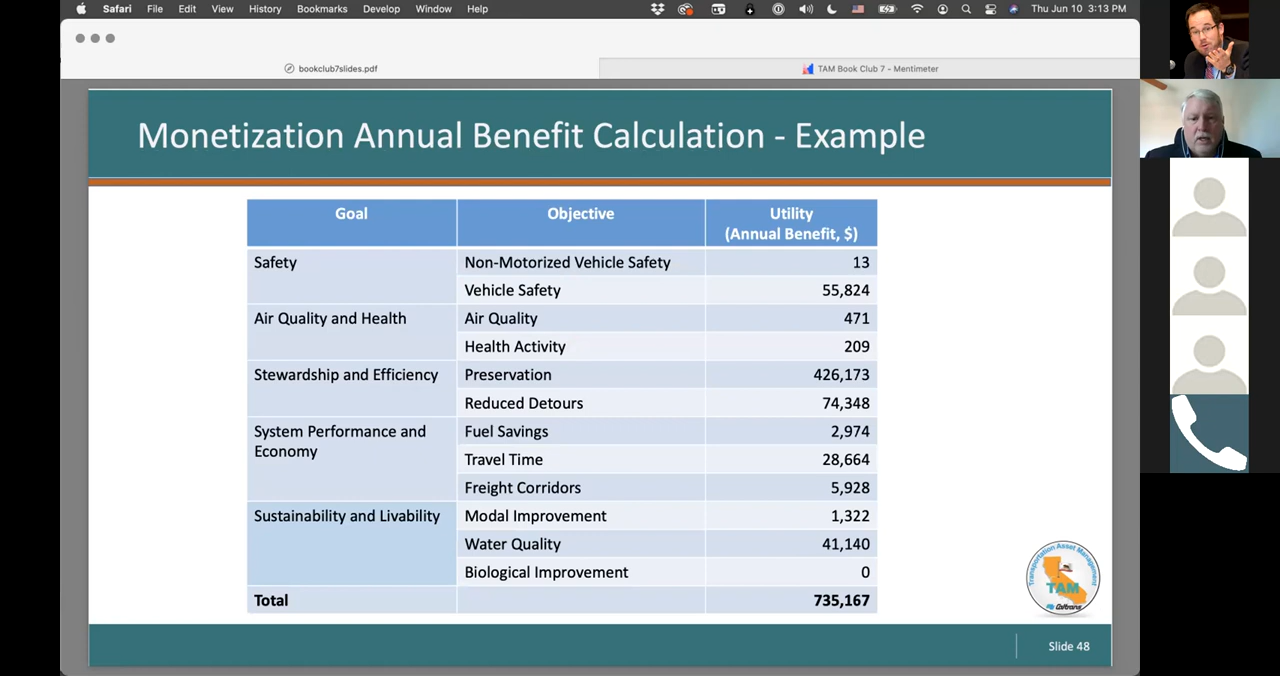 Safari File Edit View History Bookmarks Develop Window Help Thu Jun 10 3:13 PM
bookclub7slides.pdf TAM Book Club 7 - Mentimeter
Monetization Annual Benefit Calculation - Example
Goal Objective Utility
(Annual Benefit, $)
Safety Non-Motorized Vehicle Safety 13
Vehicle Safety 55,824
Air Quality and Health Air Quality 471
Health Activity 209
Stewardship and Efficiency Preservation 426,173
Reduced Detours 74,348
System Performance and Fuel Savings 2,974
Economy Travel Time 28,664
Freight Corridors 5,928
Sustainability and Livability Modal Improvement 1,322
Water Quality 41,140
Biological Improvement 0
Total 735,167
Transportation Asset Management
TAM
Caltrans
Slide 48